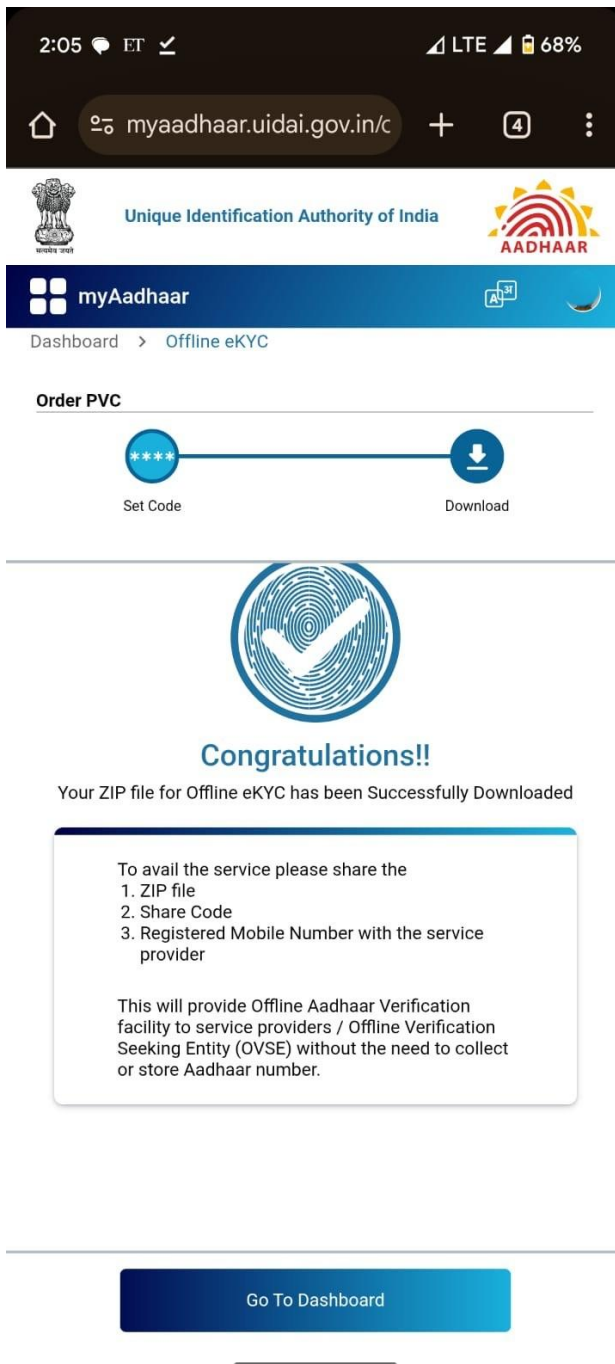 2:05 ET LTE 68%
myaadhaar.uidai.gov.in/c 4
सत्यमेव जयते
Unique Identification Authority of India
AADHAAR
myAadhaar A अ
Dashboard > Offline eKYC
Order PVC
****
Set Code Download
Congratulations!!
Your ZIP file for Offline eKYC has been Successfully Downloaded
To avail the service please share the
1. ZIP file
2. Share Code
3. Registered Mobile Number with the service
provider
This will provide Offline Aadhaar Verification
facility to service providers / Offline Verification
Seeking Entity (OVSE) without the need to collect
or store Aadhaar number.
Go To Dashboard